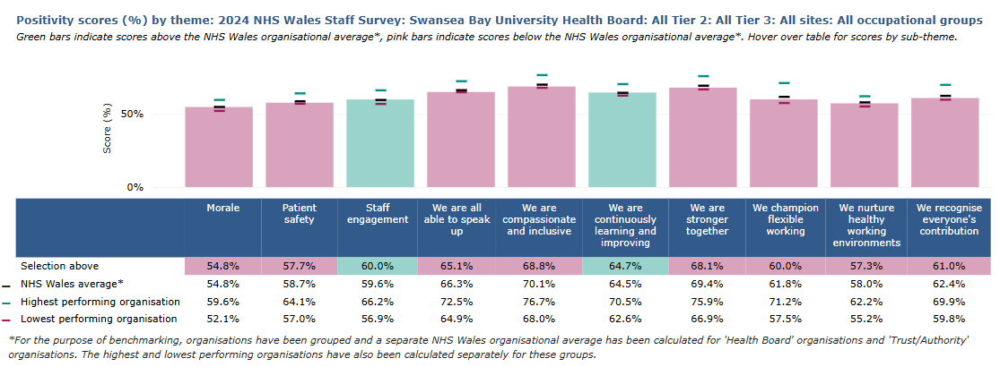 Positivity scores (%) by theme: 2024 NHS Wales Staff Survey: Swansea Bay University Health Board: All Tier 2: All Tier 3: All sites: All occupational groups
Green bars indicate scores above the NHS Wales organisational average*, pink bars indicate scores below the NHS Wales organisational average*. Hover over table for scores by sub-theme.
Score (%)
50%
0%
Morale Patient safety Staff engagement We are all able to speak up We are compassionate and inclusive We are continuously learning and improving We are stronger together We champion flexible working We nurture healthy working environments We recognise everyone's contribution
Selection above 54.8% 57.7% 60.0% 65.1% 68.8% 64.7% 68.1% 60.0% 57.3% 61.0%
NHS Wales average* 54.8% 58.7% 59.6% 66.3% 70.1% 64.5% 69.4% 61.8% 58.0% 62.4%
Highest performing organisation 59.6% 64.1% 66.2% 72.5% 76.7% 70.5% 75.9% 71.2% 62.2% 69.9%
Lowest performing organisation 52.1% 57.0% 56.9% 64.9% 68.0% 62.6% 66.9% 57.5% 55.2% 59.8%
*For the purpose of benchmarking, organisations have been grouped and a separate NHS Wales organisational average has been calculated for 'Health Board' organisations and 'Trust/Authority'
organisations. The highest and lowest performing organisations have also been calculated separately for these groups.